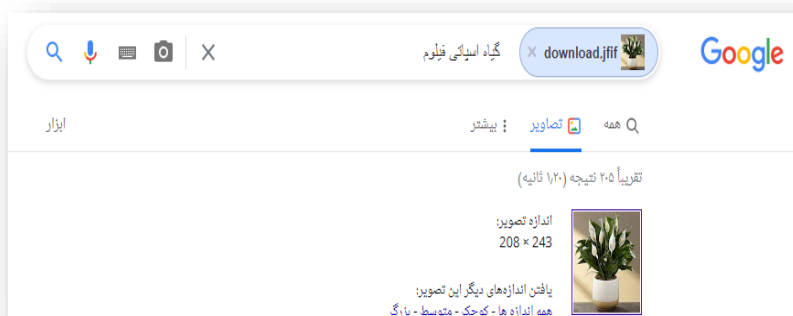 Google
download.jfif × گیاه اسپاتی فیلوم
همه تصاویر بیشتر ابزار
تقریباً ۲۰۵ نتیجه (۱٫۲۰ ثانیه)
اندازه تصویر:
208 × 243
یافتن اندازه‌های دیگر این تصویر:
همه اندازه ها - کوچک - متوسط - بزرگ